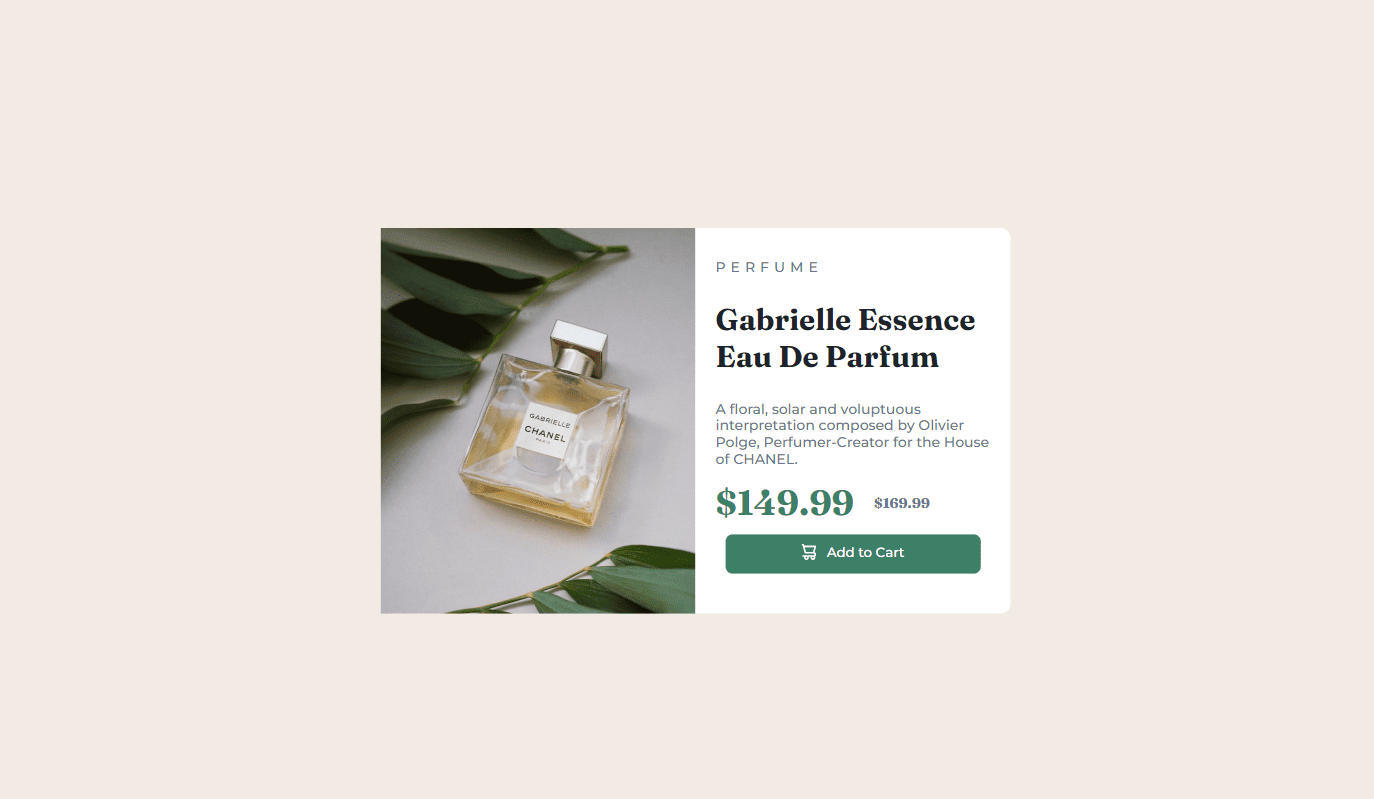 PERFUME
Gabrielle Essence
Eau De Parfum
A floral, solar and voluptuous
interpretation composed by Olivier
Polge, Perfumer-Creator for the House
of CHANEL.
$149.99 $169.99
Add to Cart
GABRIELLE
CHANEL
PARIS